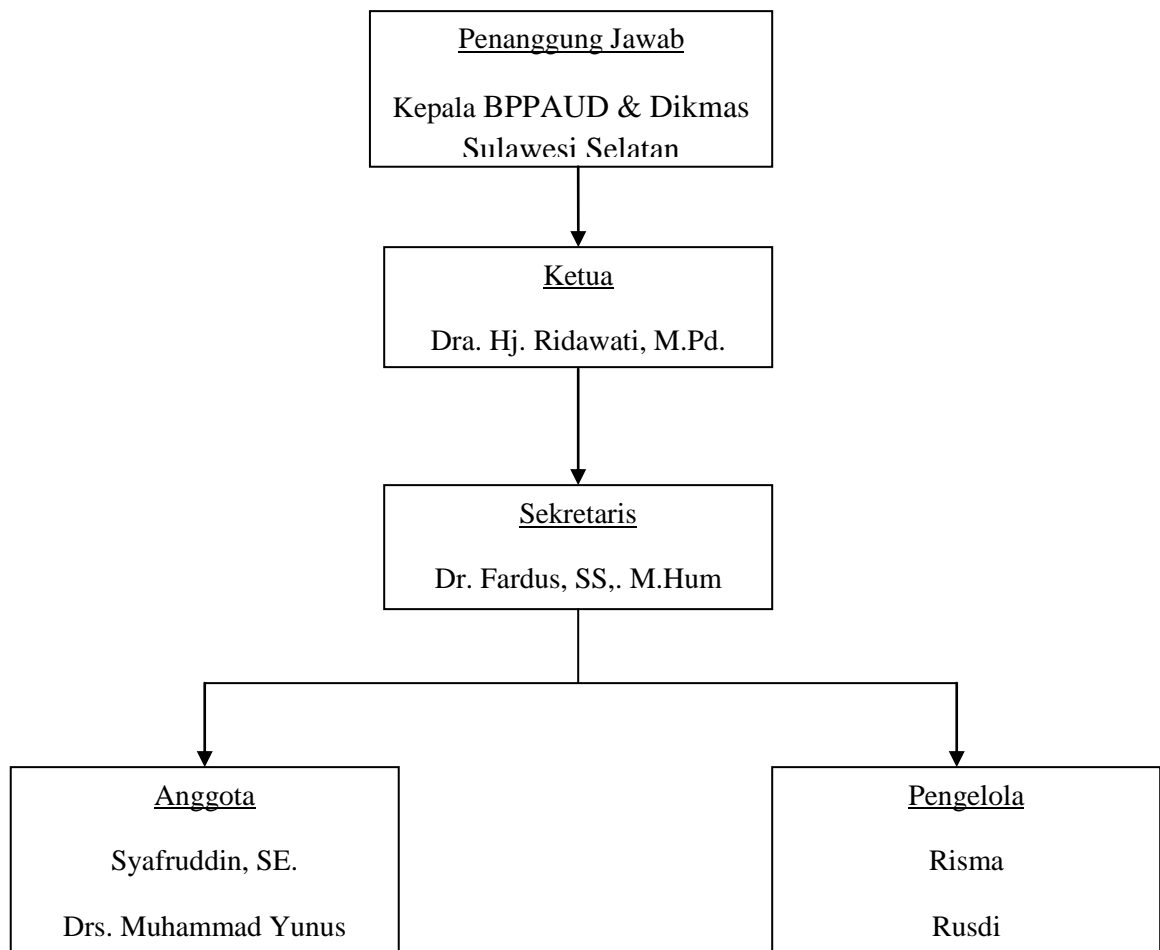 Penanggung Jawab
Kepala BPPAUD & Dikmas
Sulawesi Selatan
Ketua
Dra. Hj. Ridawati, M.Pd.
Sekretaris
Dr. Fardus, SS,. M.Hum
Anggota
Syafruddin, SE.
Drs. Muhammad Yunus
Pengelola
Risma
Rusdi